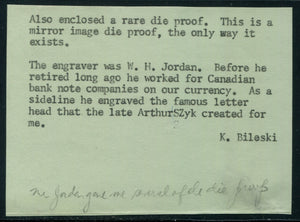 Also enclosed a rare die proof. This is a
mirror image die proof, the only way it
exists.
The engraver was W. H. Jordan. Before he
retired long ago he worked for Canadian
bank note companies on our currency. As a
sideline he engraved the famous letter
head that the late ArthurSZyk created for
me.
K. Bileski
Mr Jordan gave me several of the die proofs